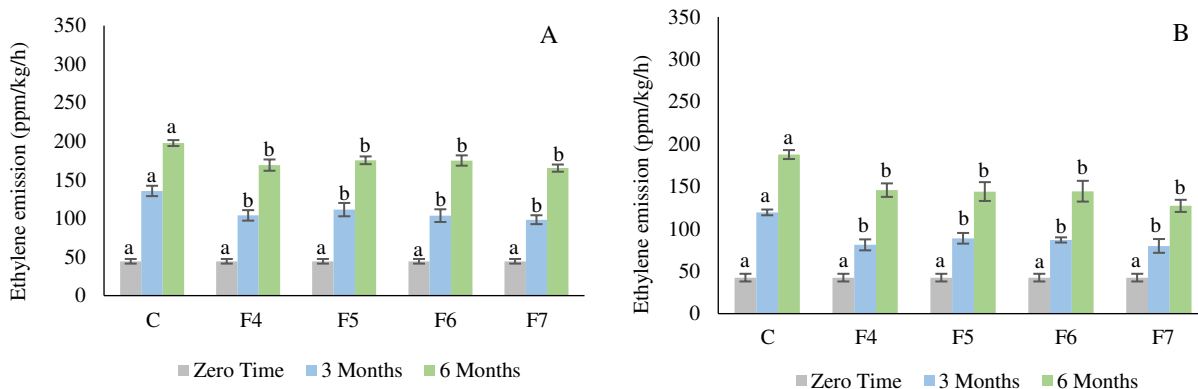 A
Ethylene emission (ppm/kg/h)
350
300
250
200
150
100
50
0
a a a
a b b
a b b
a b b
a b b
C F4 F5 F6 F7
Zero Time 3 Months 6 Months
B
Ethylene emission (ppm/kg/h)
350
300
250
200
150
100
50
0
a a a
a b b
a b b
a b b
a b b
C F4 F5 F6 F7
Zero Time 3 Months 6 Months